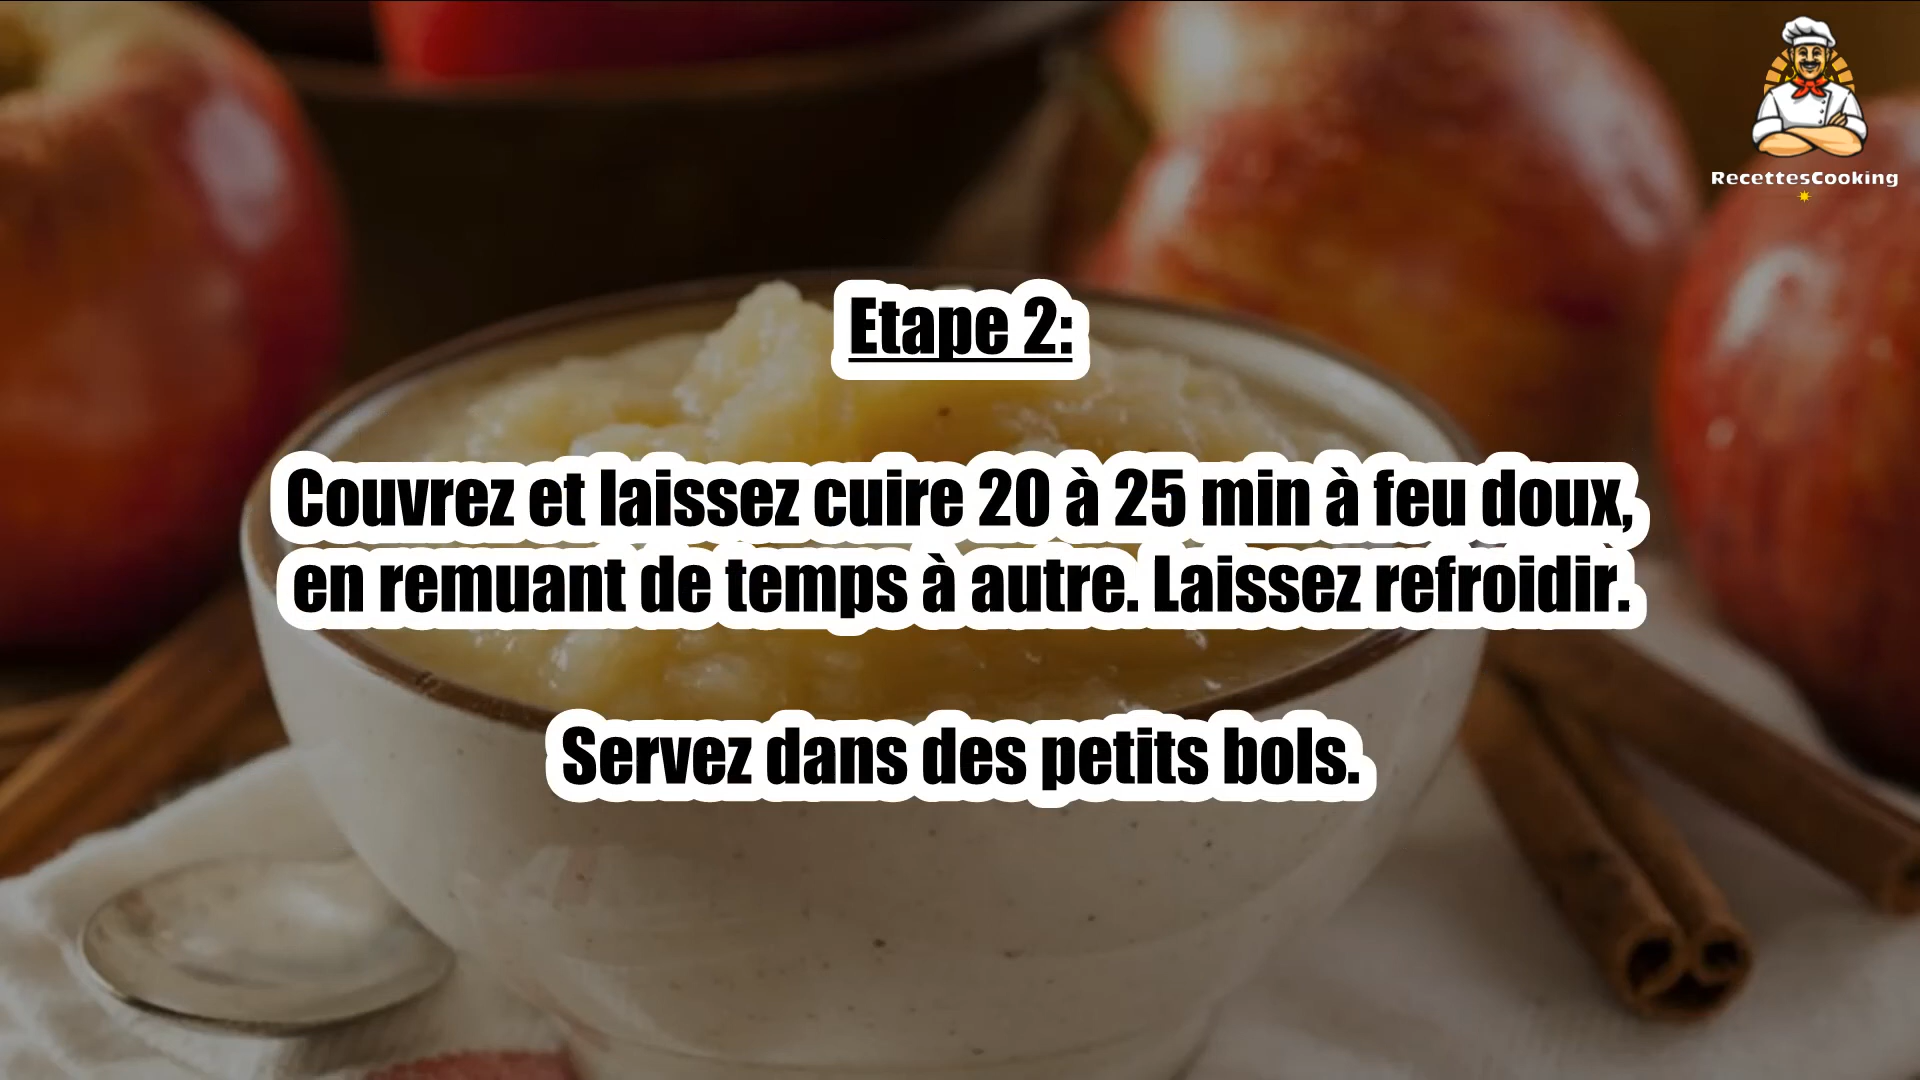 RecettesCooking
Etape 2:
Couvrez et laissez cuire 20 à 25 min à feu doux,
en remuant de temps à autre. Laissez refroidir.
Servez dans des petits bols.